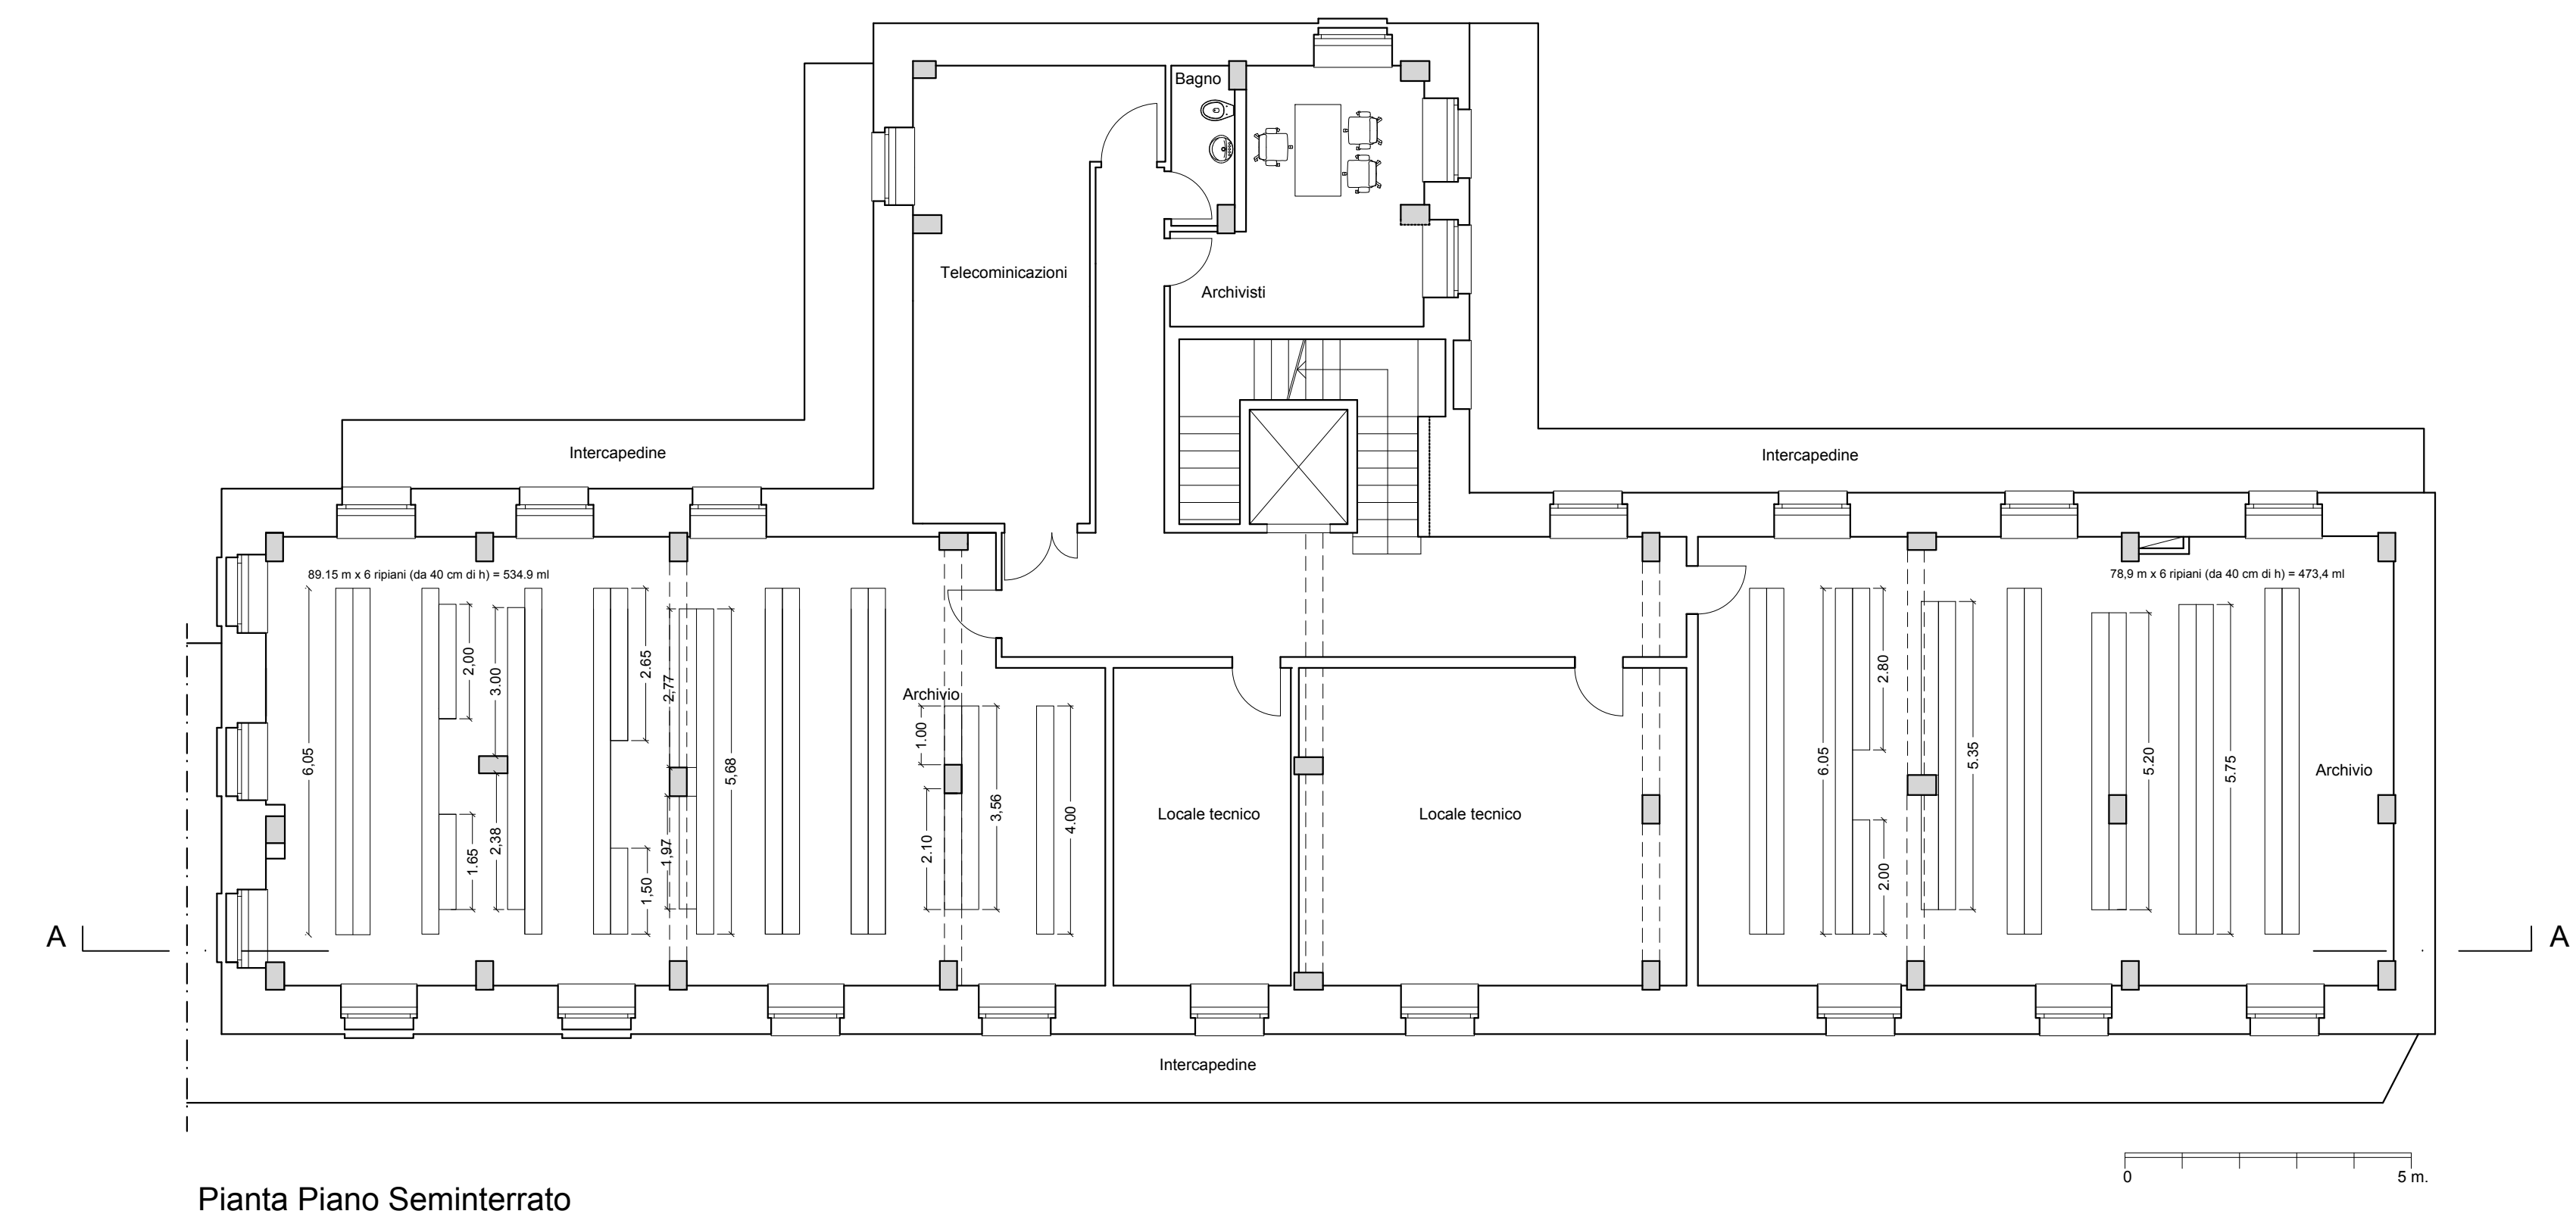 Bagno
Telecominicazioni
Archivisti
Intercapedine
Intercapedine
89.15 m x 6 ripiani (da 40 cm di h) = 534.9 ml
78,9 m x 6 ripiani (da 40 cm di h) = 473,4 ml
6,05
2,00
1.65
3.00
2,38
2.65
1,50
2,77
1,97
5,68
Archivio
1.00
2.10
3,56
4.00
Locale tecnico
Locale tecnico
6.05
2.80
2.00
5.35
5.20
5.75
Archivio
A
A
Intercapedine
0
5 m.
Pianta Piano Seminterrato